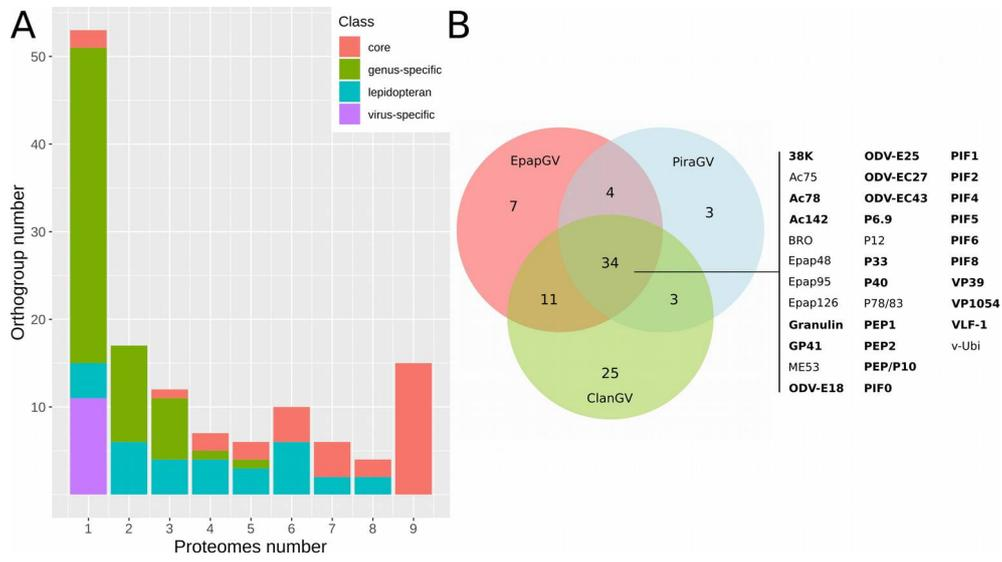 A
Class
core
genus-specific
lepidopteran
virus-specific
50
40
30
20
10
Orthogroup number
1 2 3 4 5 6 7 8 9
Proteomes number
B
EpapGV
PiraGV
7
4
3
34
11
3
25
ClanGV
38K ODV-E25 PIF1
Ac75 ODV-EC27 PIF2
Ac78 ODV-EC43 PIF4
Ac142 P6.9 PIF5
BRO P12 PIF6
Epap48 P33 PIF8
Epap95 P40 VP39
Epap126 P78/83 VP1054
Granulin PEP1 VLF-1
GP41 PEP2 v-Ubi
ME53 PEP/P10
ODV-E18 PIF0